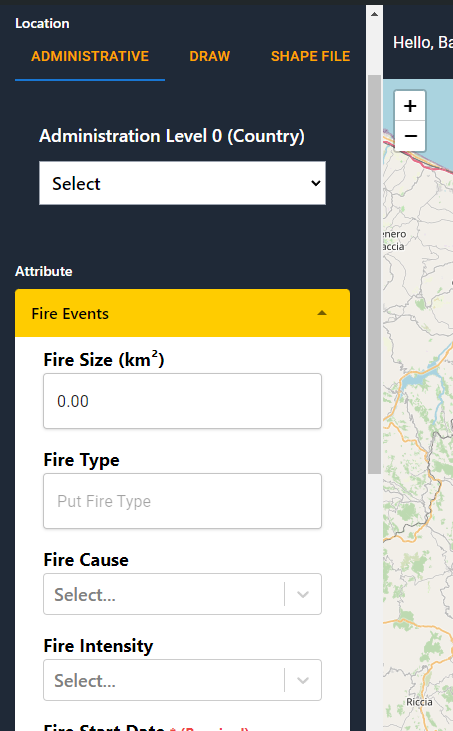 Location
ADMINISTRATIVE DRAW SHAPE FILE
Administration Level 0 (Country)
Select
Attribute
Fire Events
Fire Size (km²)
0.00
Fire Type
Put Fire Type
Fire Cause
Select...
Fire Intensity
Select...
Fire Start Date * (Required)
Hello, Ba
+
−
enero
accia
Riccia